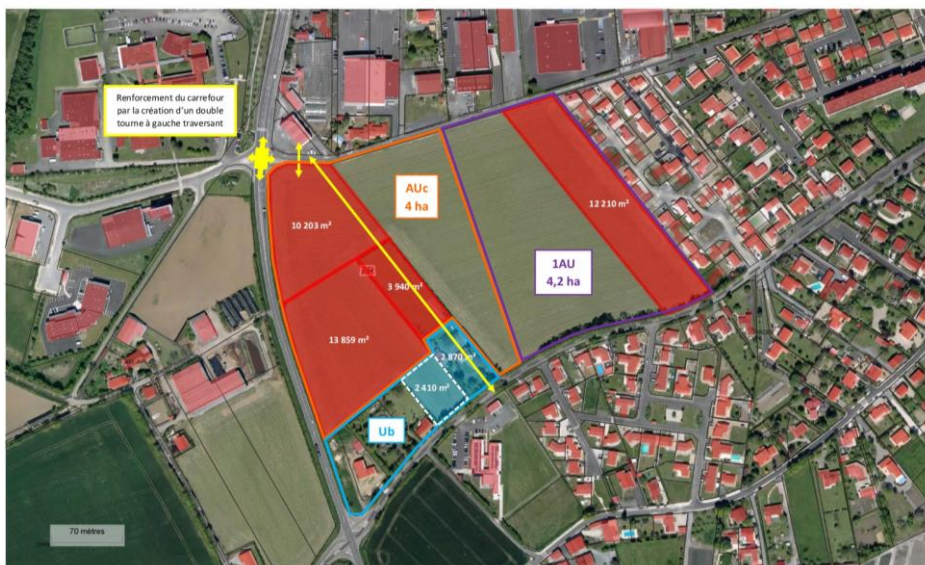 Renforcement du carrefour
par la création d'un double
tourne à gauche traversant
AUc
4 ha
12 210 m²
10 203 m²
1AU
4,2 ha
ER
3 940 m²
13 859 m²
2 870 m²
2 410 m²
Ub
70 mètres